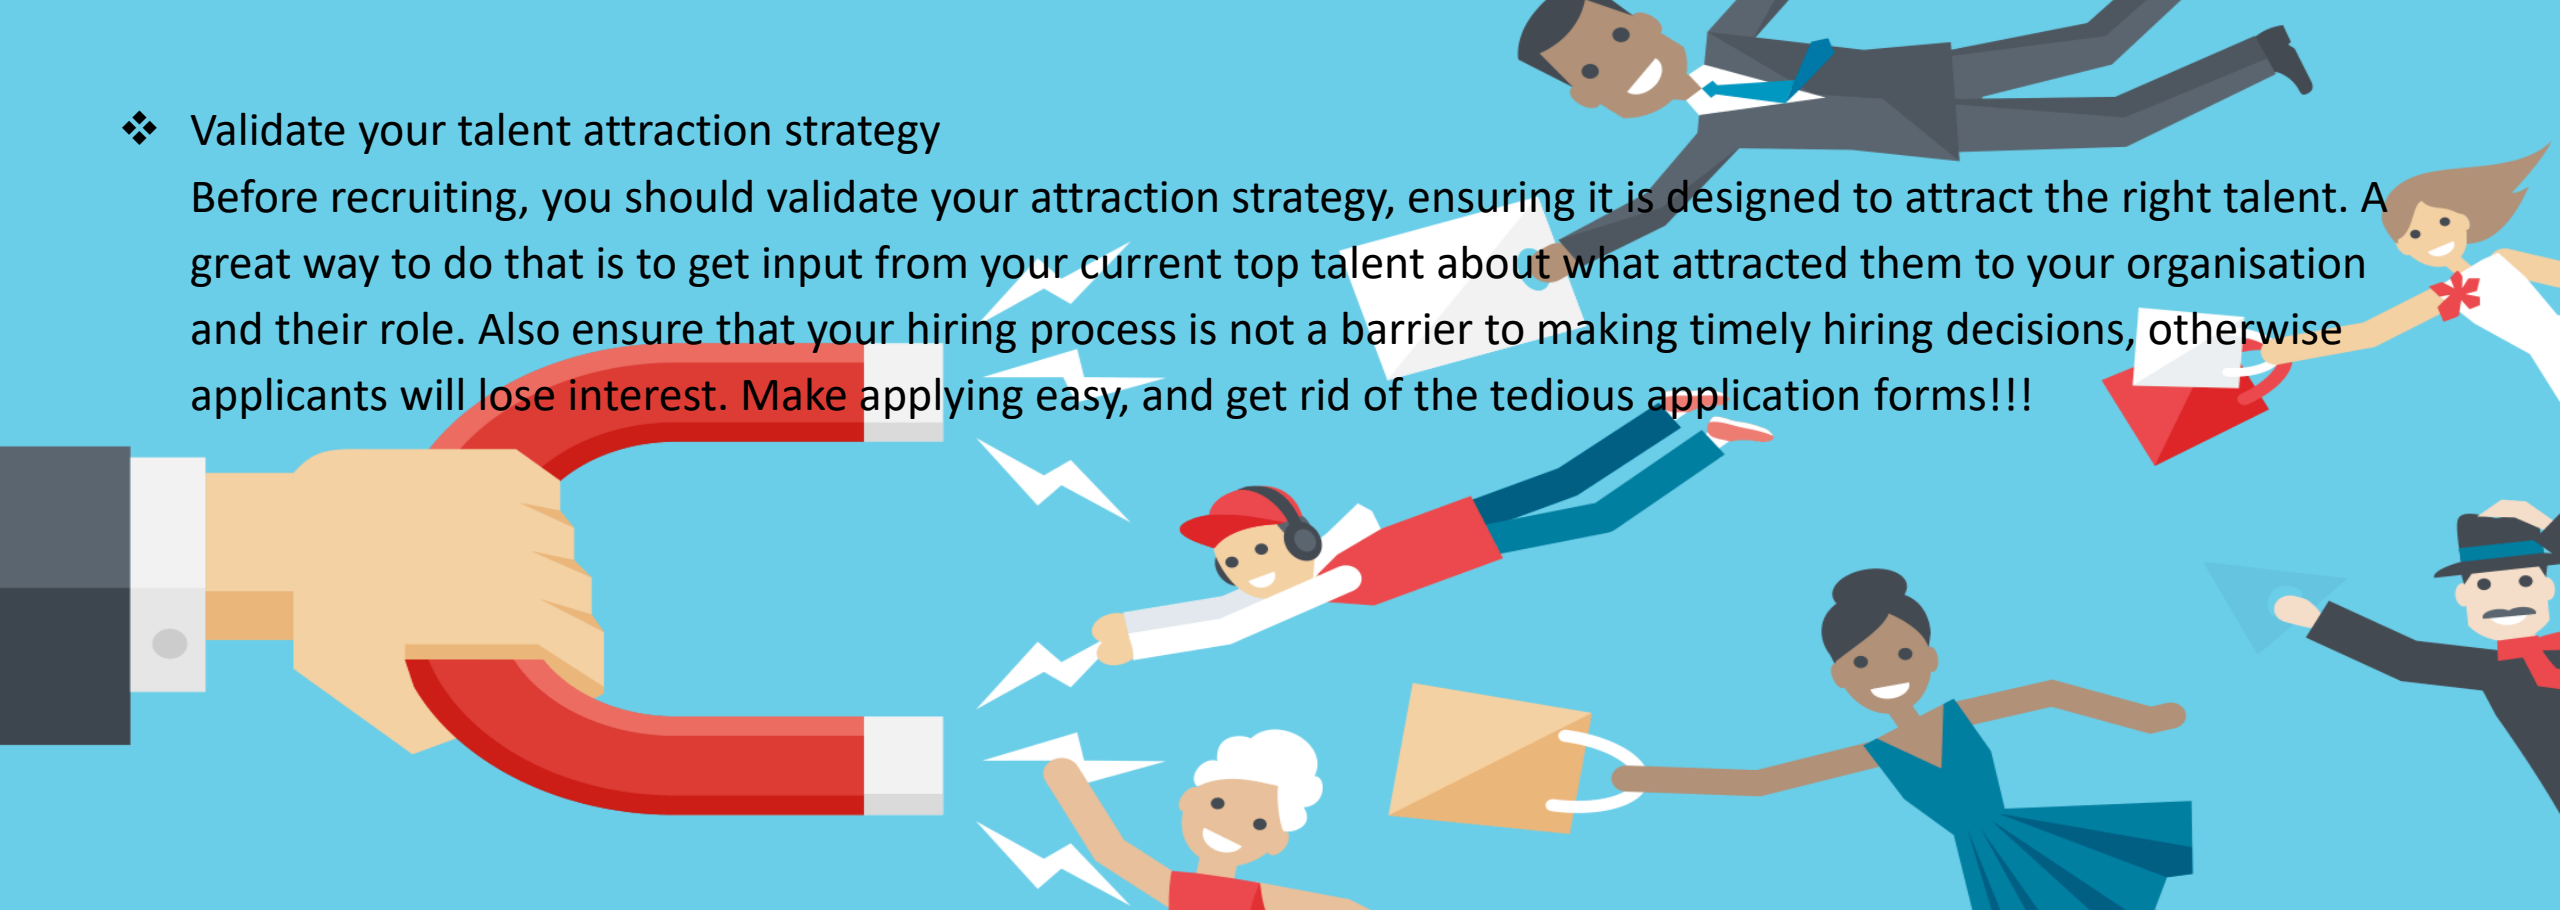 ❖ Validate your talent attraction strategy
Before recruiting, you should validate your attraction strategy, ensuring it is designed to attract the right talent. A
great way to do that is to get input from your current top talent about what attracted them to your organisation
and their role. Also ensure that your hiring process is not a barrier to making timely hiring decisions, otherwise
applicants will lose interest. Make applying easy, and get rid of the tedious application forms!!!